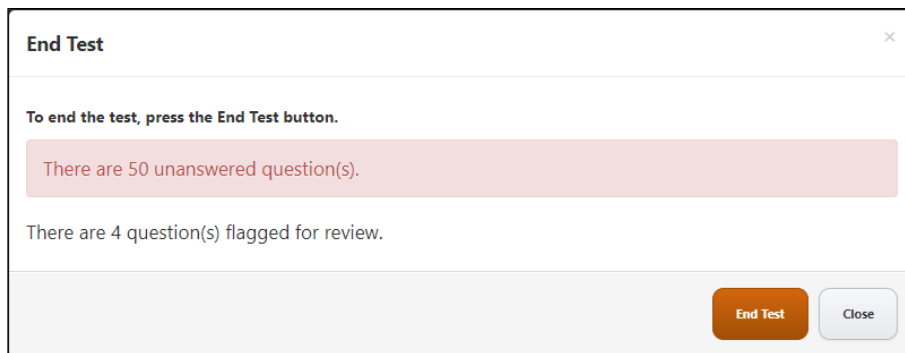 End Test
×
To end the test, press the End Test button.
There are 50 unanswered question(s).
There are 4 question(s) flagged for review.
End Test
Close